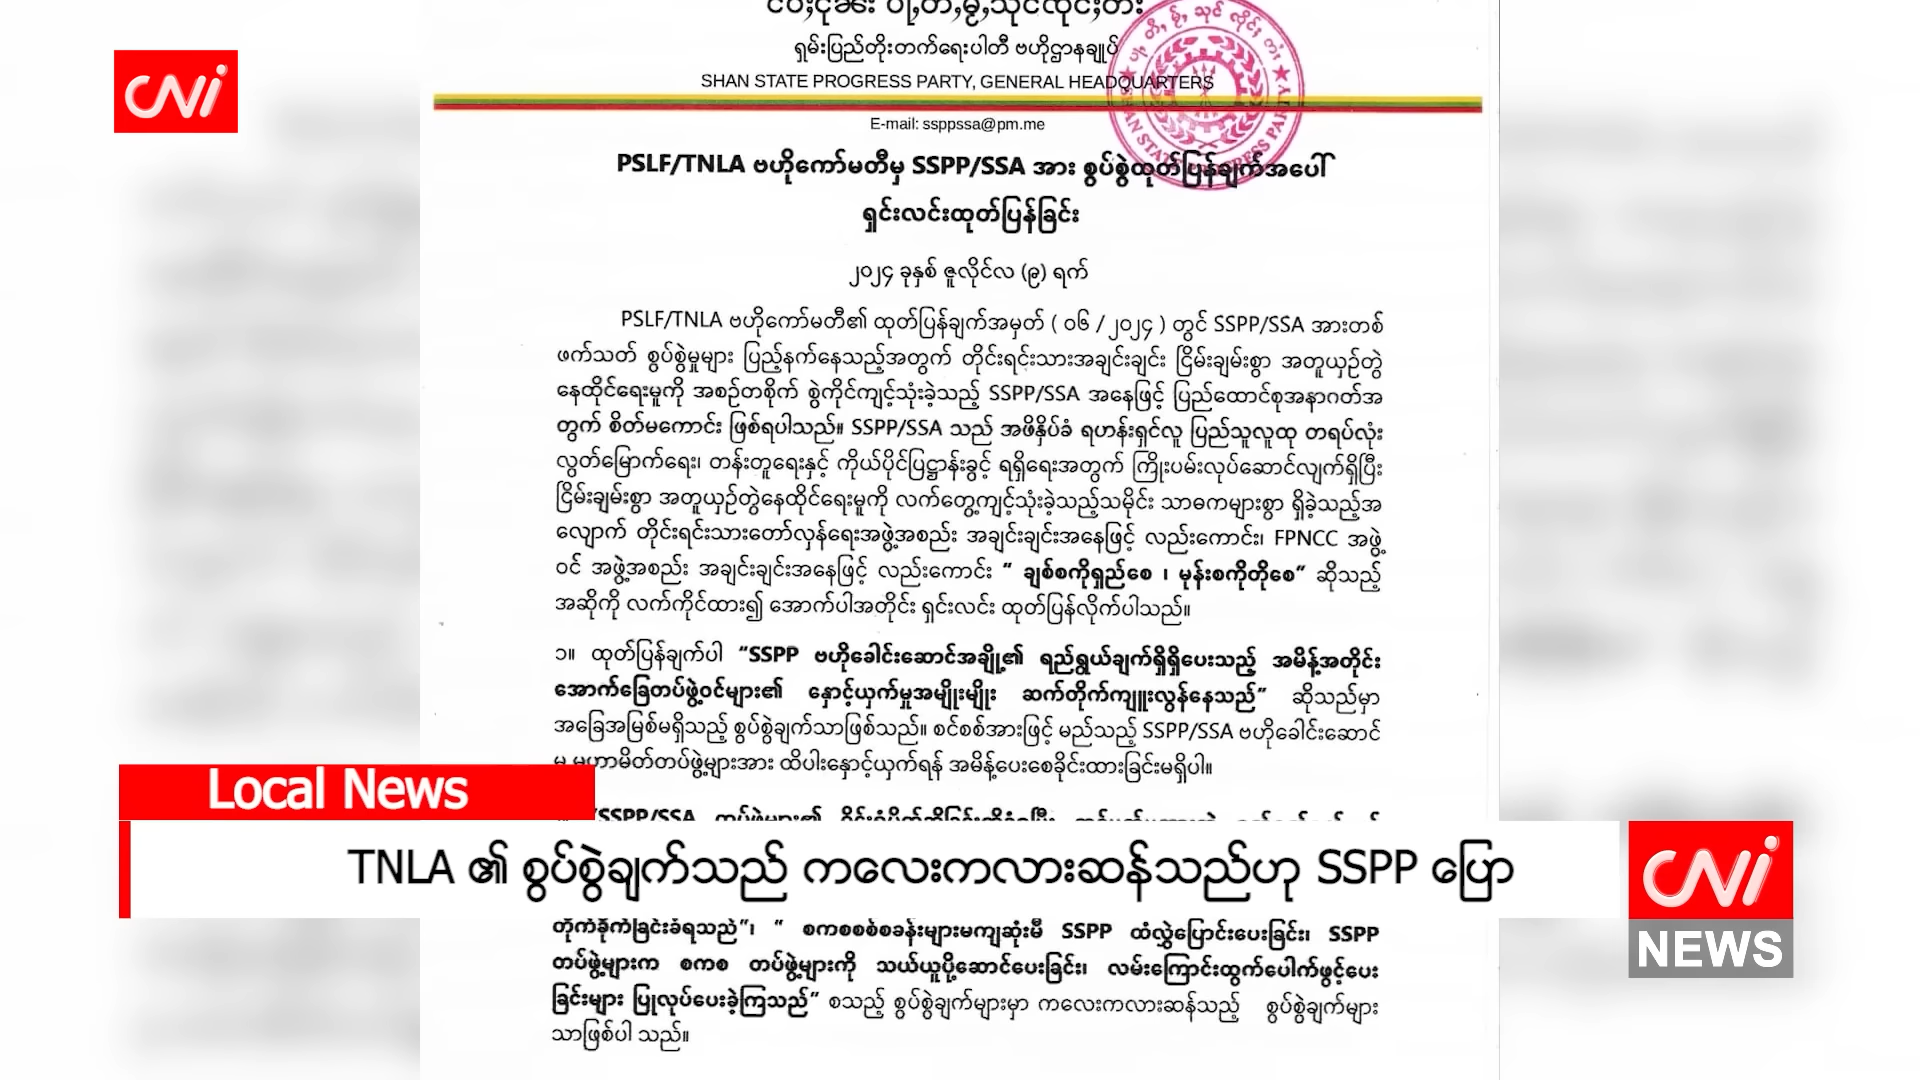 ရှမ်းပြည်တိုးတက်ရေးပါတီ ဗဟိုဌာနချုပ်
CNi
SHAN STATE PROGRESS PARTY, GENERAL HEADQUARTERS
E-mail: ssppssa@pm.me
PSLF/TNLA ဗဟိုကော်မတီမှ SSPP/SSA အား စွပ်စွဲထုတ်ပြန်ချက်အပေါ်
ရှင်းလင်းထုတ်ပြန်ခြင်း
၂၀၂၄ ခုနှစ် ဇူလိုင်လ (၉) ရက်
PSLF/TNLA ဗဟိုကော်မတီ၏ ထုတ်ပြန်ချက်အမှတ် ( ၀၆ /၂၀၂၄ ) တွင် SSPP/SSA အားတစ်
ဖက်သတ် စွပ်စွဲမှုများ ပြည့်နက်နေသည့်အတွက် တိုင်းရင်းသားအချင်းချင်း ငြိမ်းချမ်းစွာ အတူယှဉ်တွဲ
နေထိုင်ရေးမူကို အစဉ်တစိုက် စွဲကိုင်ကျင့်သုံးခဲ့သည့် SSPP/SSA အနေဖြင့် ပြည်ထောင်စုအနာဂတ်အ
တွက် စိတ်မကောင်း ဖြစ်ရပါသည်။ SSPP/SSA သည် အဖိနှိပ်ခံ ရဟန်းရှင်လူ ပြည်သူလူထု တရပ်လုံး
လွတ်မြောက်ရေး၊ တန်းတူရေးနှင့် ကိုယ်ပိုင်ပြဋ္ဌာန်းခွင့် ရရှိရေးအတွက် ကြိုးပမ်းလုပ်ဆောင်လျက်ရှိပြီး
ငြိမ်းချမ်းစွာ အတူယှဉ်တွဲနေထိုင်ရေးမူကို လက်တွေ့ကျင့်သုံးခဲ့သည့်သမိုင်း သာဓကများစွာ ရှိခဲ့သည့်အ
လျောက် တိုင်းရင်းသားတော်လှန်ရေးအဖွဲ့အစည်း အချင်းချင်းအနေဖြင့် လည်းကောင်း၊ FPNCC အဖွဲ့
ဝင် အဖွဲ့အစည်း အချင်းချင်းအနေဖြင့် လည်းကောင်း “ ချစ်စကိုရှည်စေ ၊ မုန်းစကိုတိုစေ” ဆိုသည့်
အဆိုကို လက်ကိုင်ထား၍ အောက်ပါအတိုင်း ရှင်းလင်း ထုတ်ပြန်လိုက်ပါသည်။
၁။ ထုတ်ပြန်ချက်ပါ “SSPP ဗဟိုခေါင်းဆောင်အချို့၏ ရည်ရွယ်ချက်ရှိရှိပေးသည့် အမိန့်အတိုင်း
အောက်ခြေတပ်ဖွဲ့ဝင်များ၏ နှောင့်ယှက်မှုအမျိုးမျိုး ဆက်တိုက်ကျူးလွန်နေသည်” ဆိုသည်မှာ
အခြေအမြစ်မရှိသည့် စွပ်စွဲချက်သာဖြစ်သည်။ စင်စစ်အားဖြင့် မည်သည့် SSPP/SSA ဗဟိုခေါင်းဆောင်
မှ မဟာမိတ်တပ်ဖွဲ့များအား ထိပါးနှောင့်ယှက်ရန် အမိန့်ပေးစေခိုင်းထားခြင်းမရှိပါ။
Local News
SSPP/SSA
TNLA ၏ စွပ်စွဲချက်သည် ကလေးကလားဆန်သည်ဟု SSPP ပြော
CNi
NEWS
တိုက်ခိုက်ခြင်းခံရသည်”၊ “ စကစစစ်စခန်းများမကျဆုံးမီ SSPP ထံလွှဲပြောင်းပေးခြင်း၊ SSPP
တပ်ဖွဲ့များက စကစ တပ်ဖွဲ့များကို သယ်ယူပို့ဆောင်ပေးခြင်း၊ လမ်းကြောင်းထွက်ပေါက်ဖွင့်ပေး
ခြင်းများ ပြုလုပ်ပေးခဲ့ကြသည်” စသည့် စွပ်စွဲချက်များမှာ ကလေးကလားဆန်သည့် စွပ်စွဲချက်များ
သာဖြစ်ပါ သည်။